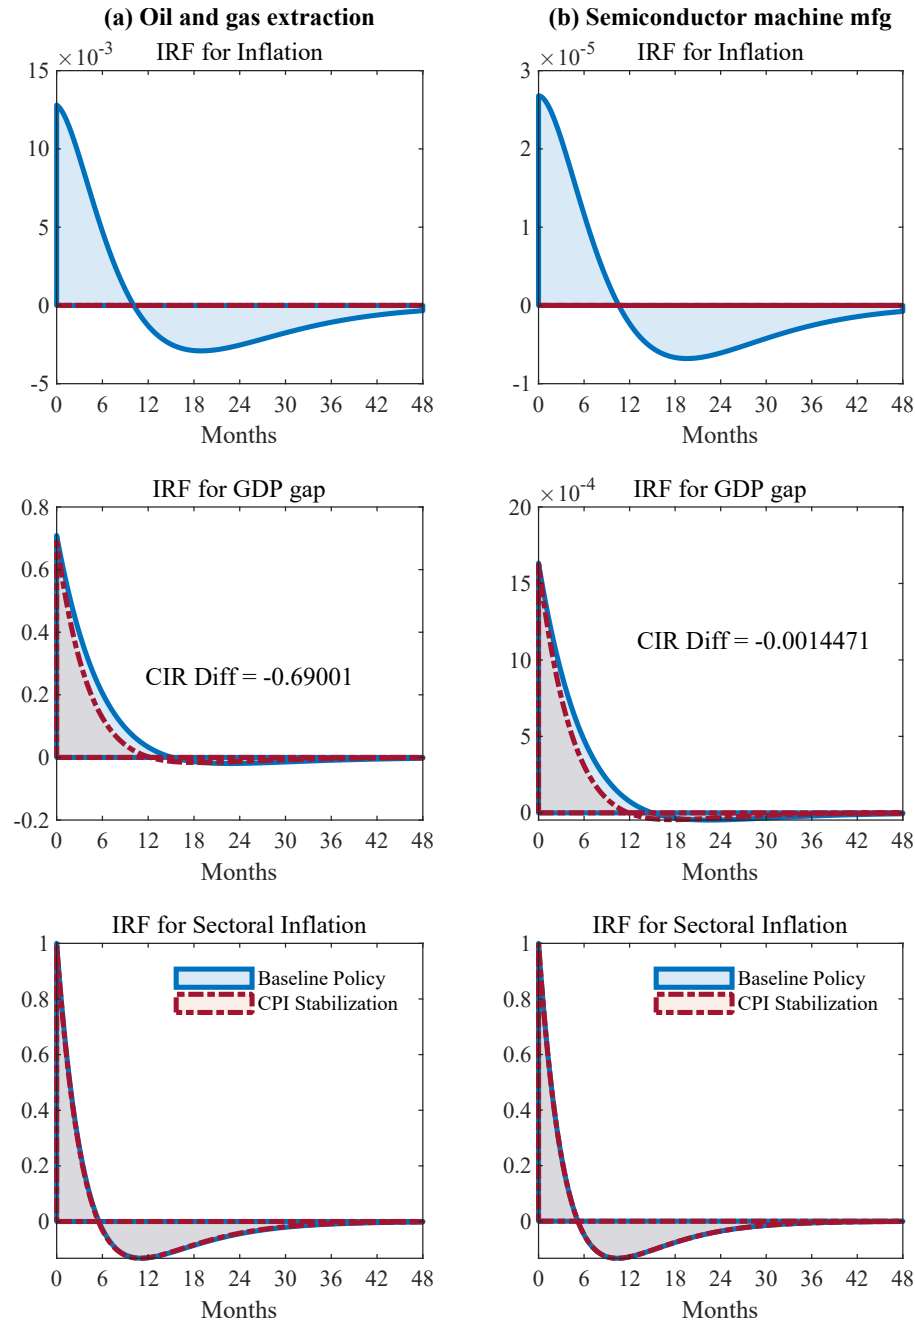 (a) Oil and gas extraction
(b) Semiconductor machine mfg
×10⁻³ IRF for Inflation
15
10
5
0
-5
0 6 12 18 24 30 36 42 48
Months
×10⁻⁵ IRF for Inflation
3
2
1
0
-1
0 6 12 18 24 30 36 42 48
Months
IRF for GDP gap
0.8
0.6
0.4
CIR Diff = -0.69001
0.2
0
-0.2
0 6 12 18 24 30 36 42 48
Months
×10⁻⁴ IRF for GDP gap
20
15
CIR Diff = -0.0014471
10
5
0
0 6 12 18 24 30 36 42 48
Months
IRF for Sectoral Inflation
1
Baseline Policy
CPI Stabilization
0.8
0.6
0.4
0.2
0
0 6 12 18 24 30 36 42 48
Months
IRF for Sectoral Inflation
1
Baseline Policy
CPI Stabilization
0.8
0.6
0.4
0.2
0
0 6 12 18 24 30 36 42 48
Months